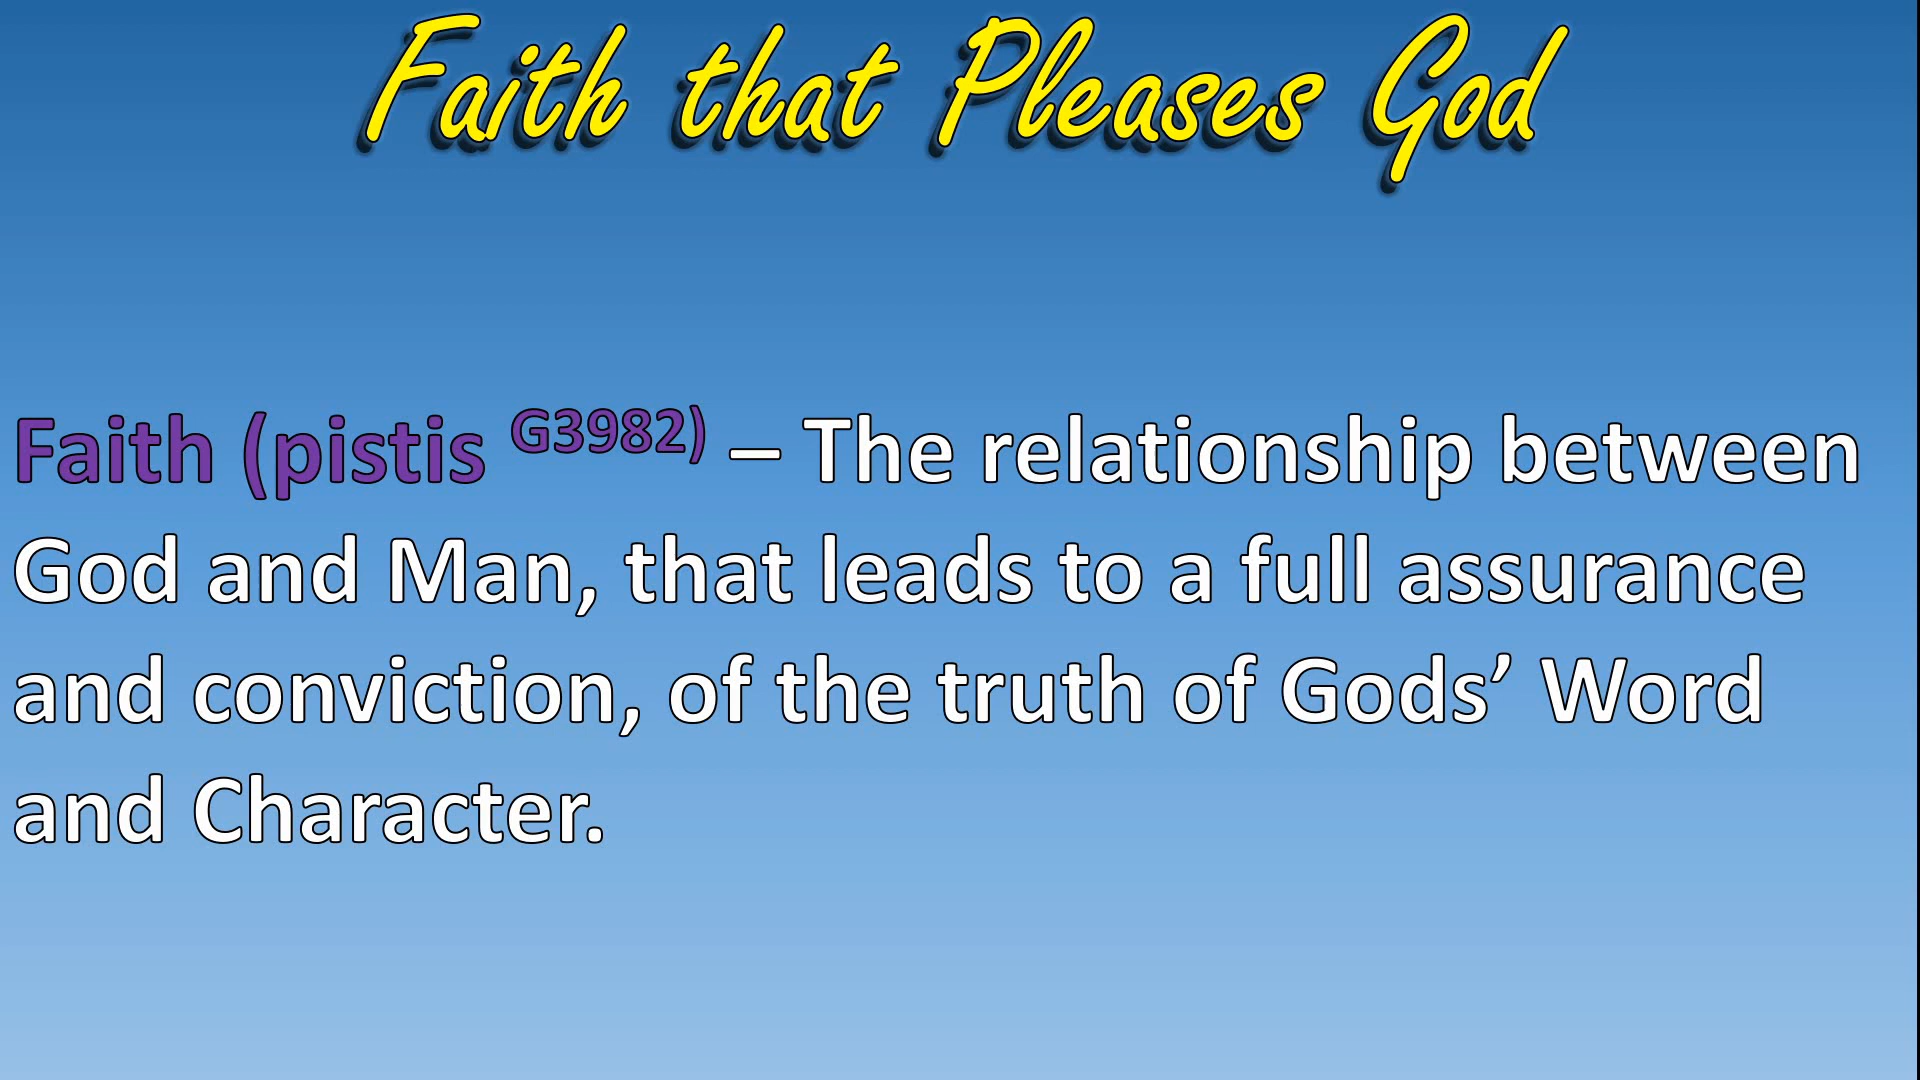 Faith that Pleases God
Faith (pistis G3982) – The relationship between
God and Man, that leads to a full assurance
and conviction, of the truth of Gods’ Word
and Character.